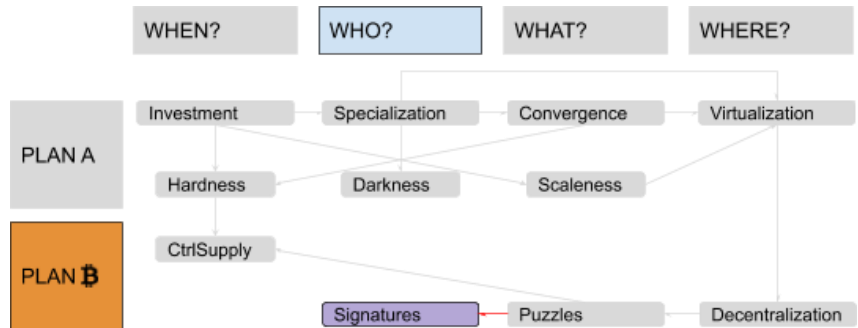 WHEN?
WHO?
WHAT?
WHERE?
PLAN A
Investment
Specialization
Convergence
Virtualization
Hardness
Darkness
Scaleness
PLAN ₿
CtrlSupply
Signatures
Puzzles
Decentralization